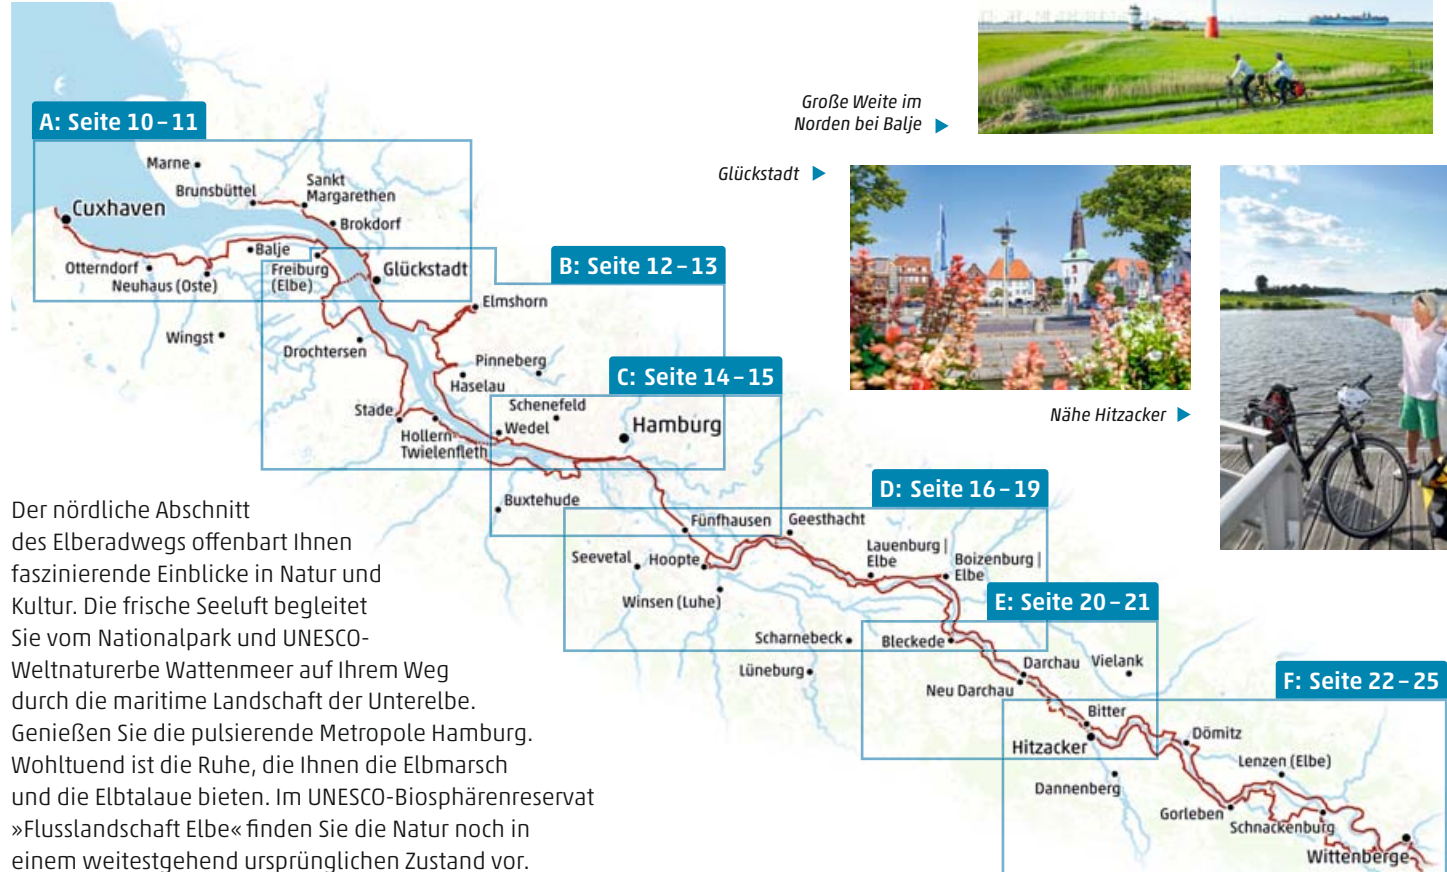 Große Weite im
Norden bei Balje
Glückstadt
Nähe Hitzacker
A: Seite 10–11
Marne
Brunsbüttel
Sankt
Margarethen
Cuxhaven
Brokdorf
Balje
Otterndorf
Neuhaus (Oste)
Freiburg
(Elbe)
Glückstadt
B: Seite 12–13
Elmshorn
Wingst
Drochtersen
Pinneberg
Haselau
C: Seite 14–15
Stade
Schenefeld
Wedel
Hamburg
Hollern-
Twielenfleth
Buxtehude
D: Seite 16–19
Fünfhausen
Geesthacht
Seevetal
Hoopte
Lauenburg |
Elbe
Boizenburg |
Elbe
Winsen (Luhe)
E: Seite 20–21
Scharnebeck
Bleckede
Lüneburg
Darchau
Vielank
Neu Darchau
F: Seite 22–25
Bitter
Hitzacker
Dömitz
Lenzen (Elbe)
Dannenberg
Gorleben
Schnackenburg
Wittenberge
Der nördliche Abschnitt
des Elberadwegs offenbart Ihnen
faszinierende Einblicke in Natur und
Kultur. Die frische Seeluft begleitet
Sie vom Nationalpark und UNESCO-
Weltnaturerbe Wattenmeer auf Ihrem Weg
durch die maritime Landschaft der Unterelbe.
Genießen Sie die pulsierende Metropole Hamburg.
Wohltuend ist die Ruhe, die Ihnen die Elbmarsch
und die Elbtalaue bieten. Im UNESCO-Biosphärenreservat
»Flusslandschaft Elbe« finden Sie die Natur noch in
einem weitestgehend ursprünglichen Zustand vor.